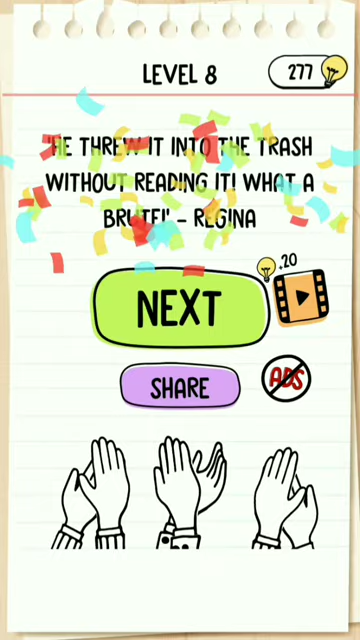 LEVEL 8
277
"HE THREW IT INTO THE TRASH
WITHOUT READING IT! WHAT A
BRUTE!" - REGINA
+20
NEXT
SHARE
ADS